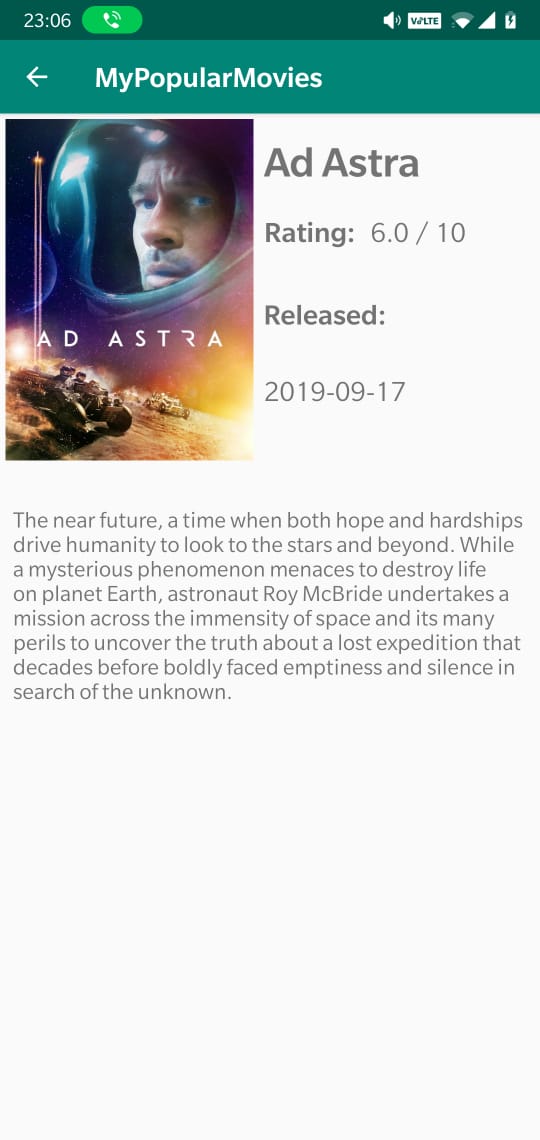 23:06
VoLTE
MyPopularMovies
AD ASTRA
Ad Astra
Rating: 6.0 / 10
Released:
2019-09-17
The near future, a time when both hope and hardships
drive humanity to look to the stars and beyond. While
a mysterious phenomenon menaces to destroy life
on planet Earth, astronaut Roy McBride undertakes a
mission across the immensity of space and its many
perils to uncover the truth about a lost expedition that
decades before boldly faced emptiness and silence in
search of the unknown.